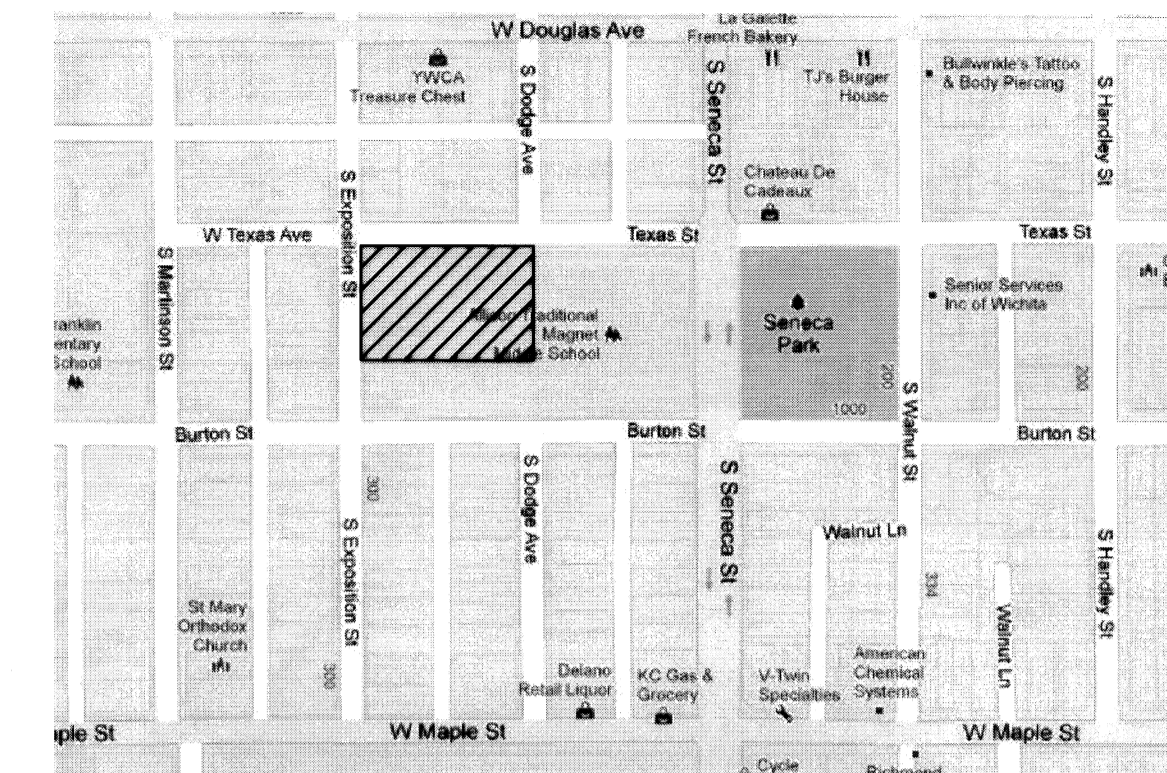 W Douglas Ave
La Galette
French Bakery
YWCA
Treasure Chest
S Dodge Ave
S Seneca St
TJ's Burger
House
Bullwinkle's Tattoo
& Body Piercing
S Handley St
Chateau De
Cadeaux
S Exposition St
W Texas Ave
Texas St
Texas St
S Martinson St
Traditional
Magnet
School
Seneca
Park
Senior Services
Inc of Wichita
ranklin
entary
School
200
1000
200
S Walnut St
Burton St
Burton St
Burton St
S Dodge Ave
S Seneca St
300
Walnut Ln
S Exposition St
S Handley St
334
St Mary
Orthodox
Church
Walnut Ln
300
Delano
Retail Liquor
KC Gas &
Grocery
V-Twin
Specialties
American
Chemical
Systems
aple St
W Maple St
W Maple St
Cycle
Richmond